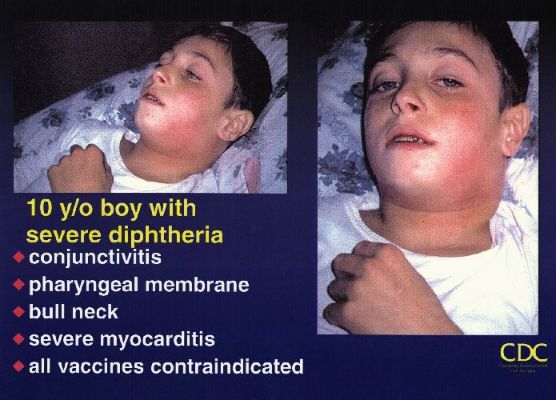 10 y/o boy with
severe diphtheria
conjunctivitis
pharyngeal membrane
bull neck
severe myocarditis
all vaccines contraindicated
CDC